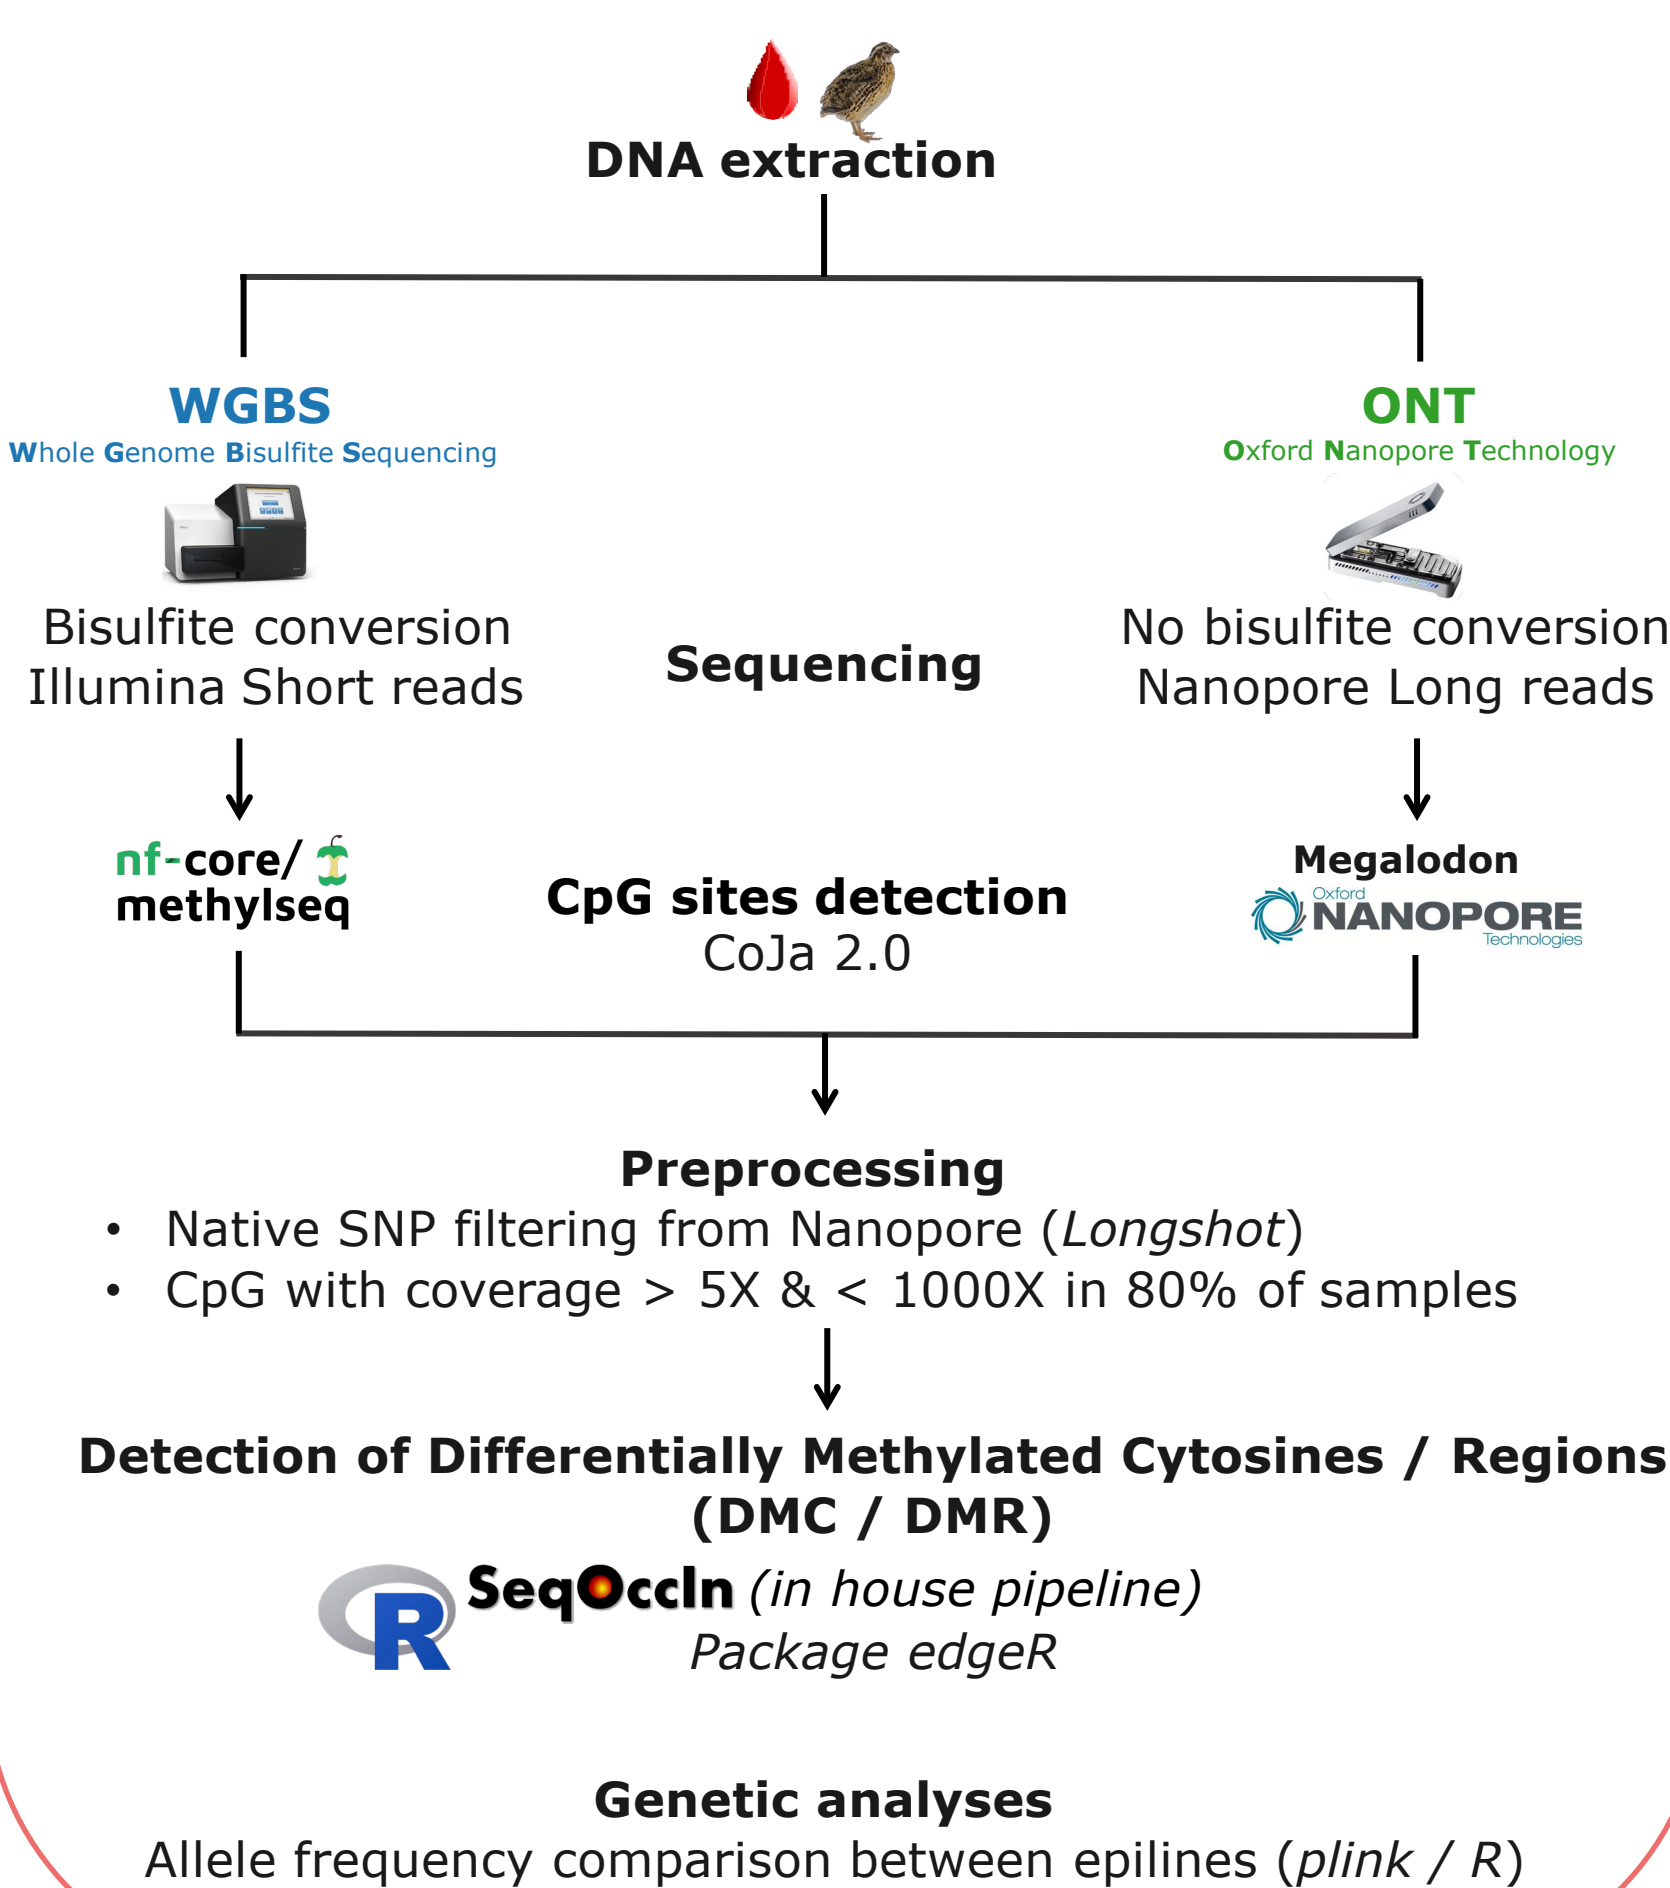 DNA extraction
WGBS
Whole Genome Bisulfite Sequencing
ONT
Oxford Nanopore Technology
Bisulfite conversion
Illumina Short reads
Sequencing
No bisulfite conversion
Nanopore Long reads
nf-core/
methylseq
CpG sites detection
CoJa 2.0
Megalodon
Oxford
NANOPORE
Technologies
Preprocessing
• Native SNP filtering from Nanopore (Longshot)
• CpG with coverage > 5X & < 1000X in 80% of samples
Detection of Differentially Methylated Cytosines / Regions
(DMC / DMR)
R
SeqOccIn (in house pipeline)
Package edgeR
Genetic analyses
Allele frequency comparison between epilines (plink / R)